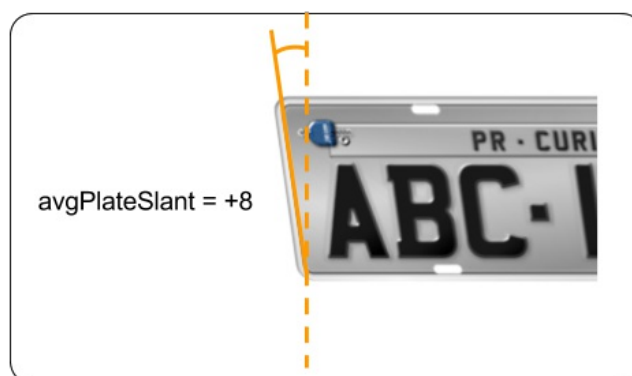 PR · CURI
avgPlateSlant = +8
ABC·